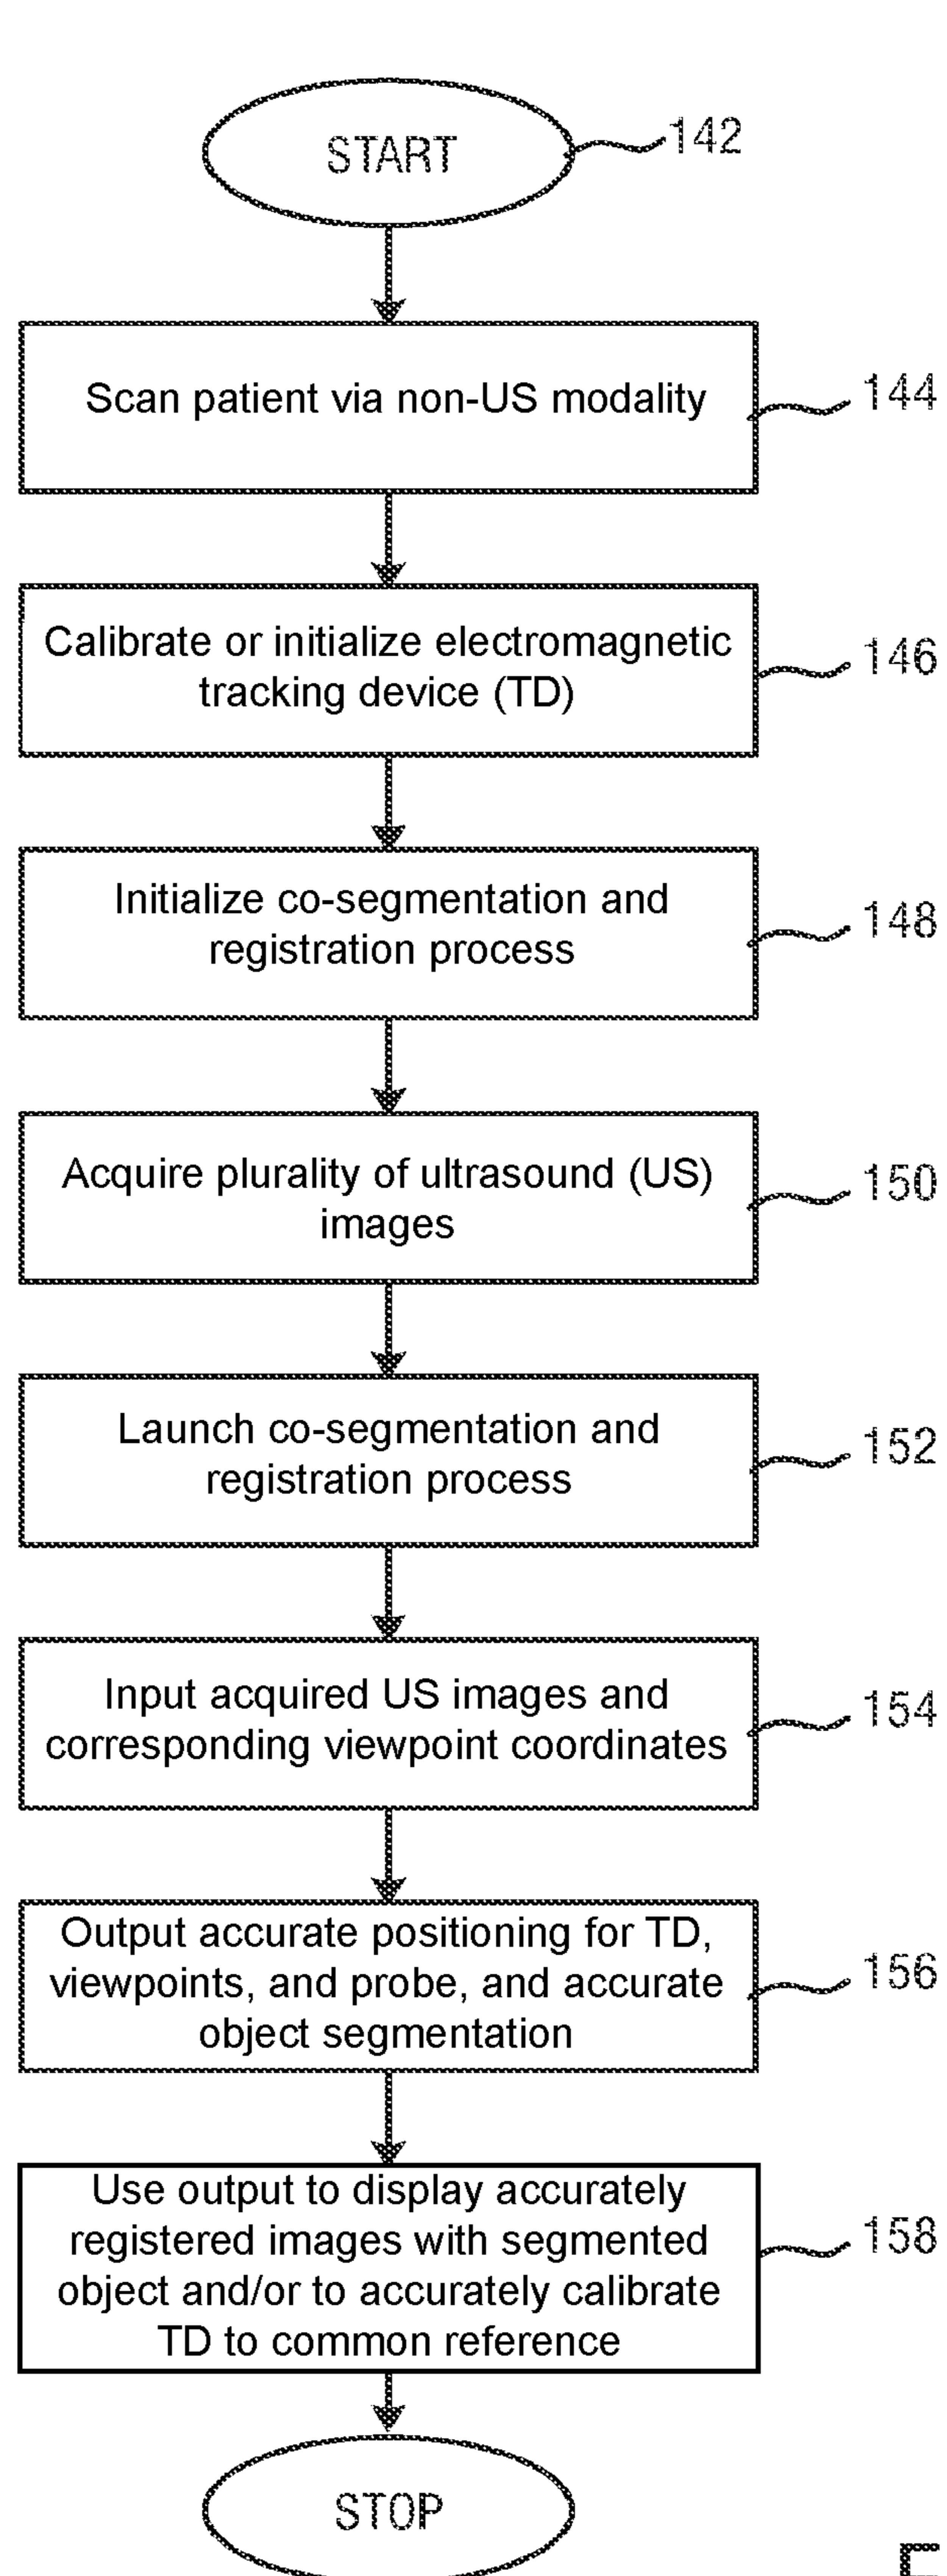 START
142
Scan patient via non-US modality
144
Calibrate or initialize electromagnetic
tracking device (TD)
146
Initialize co-segmentation and
registration process
148
Acquire plurality of ultrasound (US)
images
150
Launch co-segmentation and
registration process
152
Input acquired US images and
corresponding viewpoint coordinates
154
Output accurate positioning for TD,
viewpoints, and probe, and accurate
object segmentation
156
Use output to display accurately
registered images with segmented
object and/or to accurately calibrate
TD to common reference
158
STOP